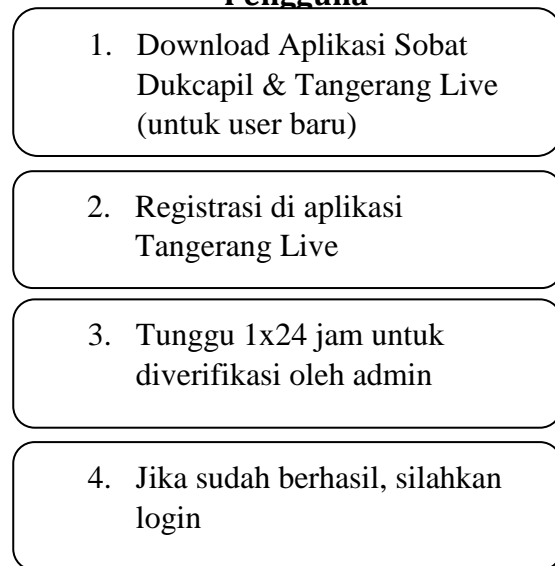 Pengguna
1. Download Aplikasi Sobat
Dukcapil & Tangerang Live
(untuk user baru)
2. Registrasi di aplikasi
Tangerang Live
3. Tunggu 1x24 jam untuk
diverifikasi oleh admin
4. Jika sudah berhasil, silahkan
login